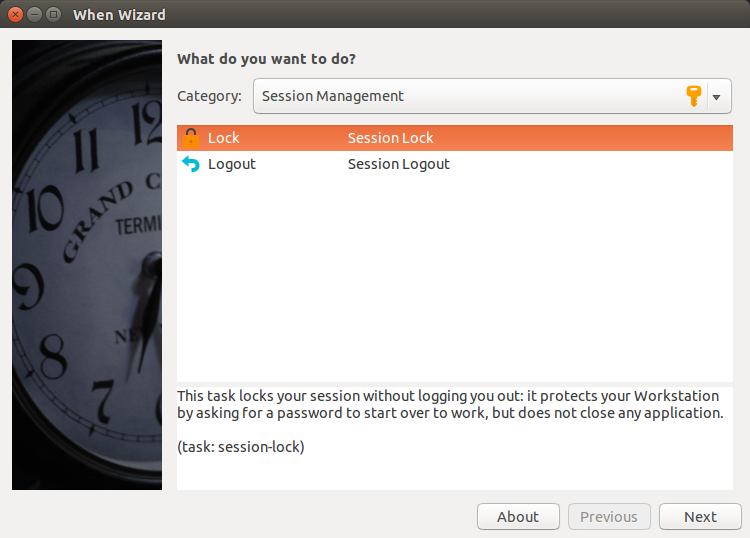 When Wizard
What do you want to do?
Category: Session Management
Lock Session Lock
Logout Session Logout
This task locks your session without logging you out: it protects your Workstation
by asking for a password to start over to work, but does not close any application.
(task: session-lock)
12
11
10
9
8
7
GRAND C
TERMI
NE
About Previous Next